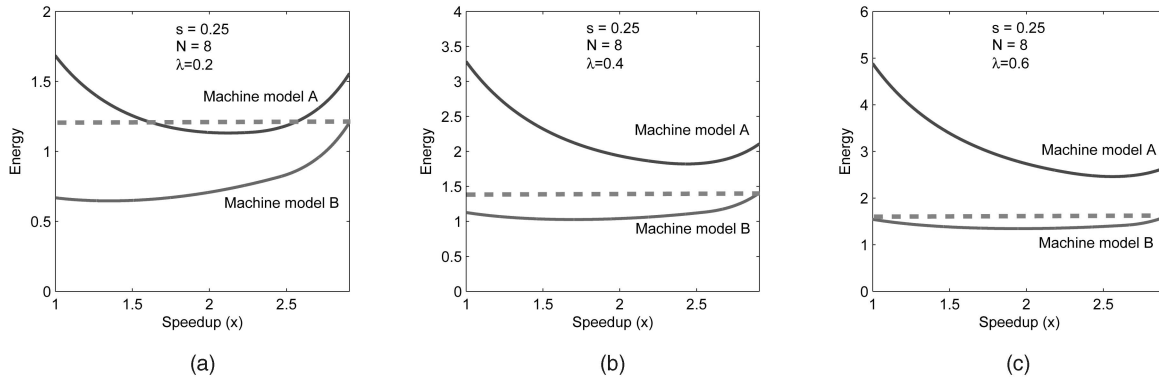 2
1.5
1
0.5
0
Energy
s = 0.25
N = 8
λ=0.2
Machine model A
Machine model B
1 1.5 2 2.5
Speedup (x)
(a)
4
3.5
3
2.5
2
1.5
1
0.5
0
Energy
s = 0.25
N = 8
λ=0.4
Machine model A
Machine model B
1 1.5 2 2.5
Speedup (x)
(b)
6
5
4
3
2
1
0
Energy
s = 0.25
N = 8
λ=0.6
Machine model A
Machine model B
1 1.5 2 2.5
Speedup (x)
(c)